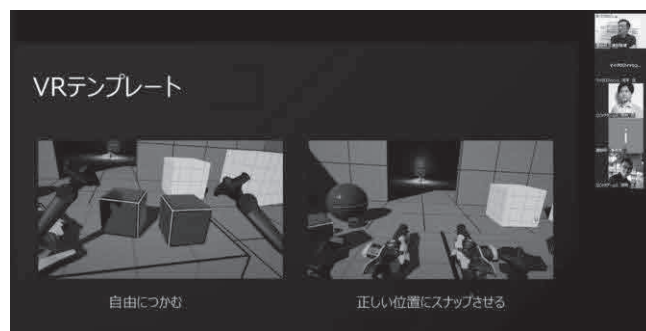 VRテンプレート
自由につかむ
正しい位置にスナップさせる